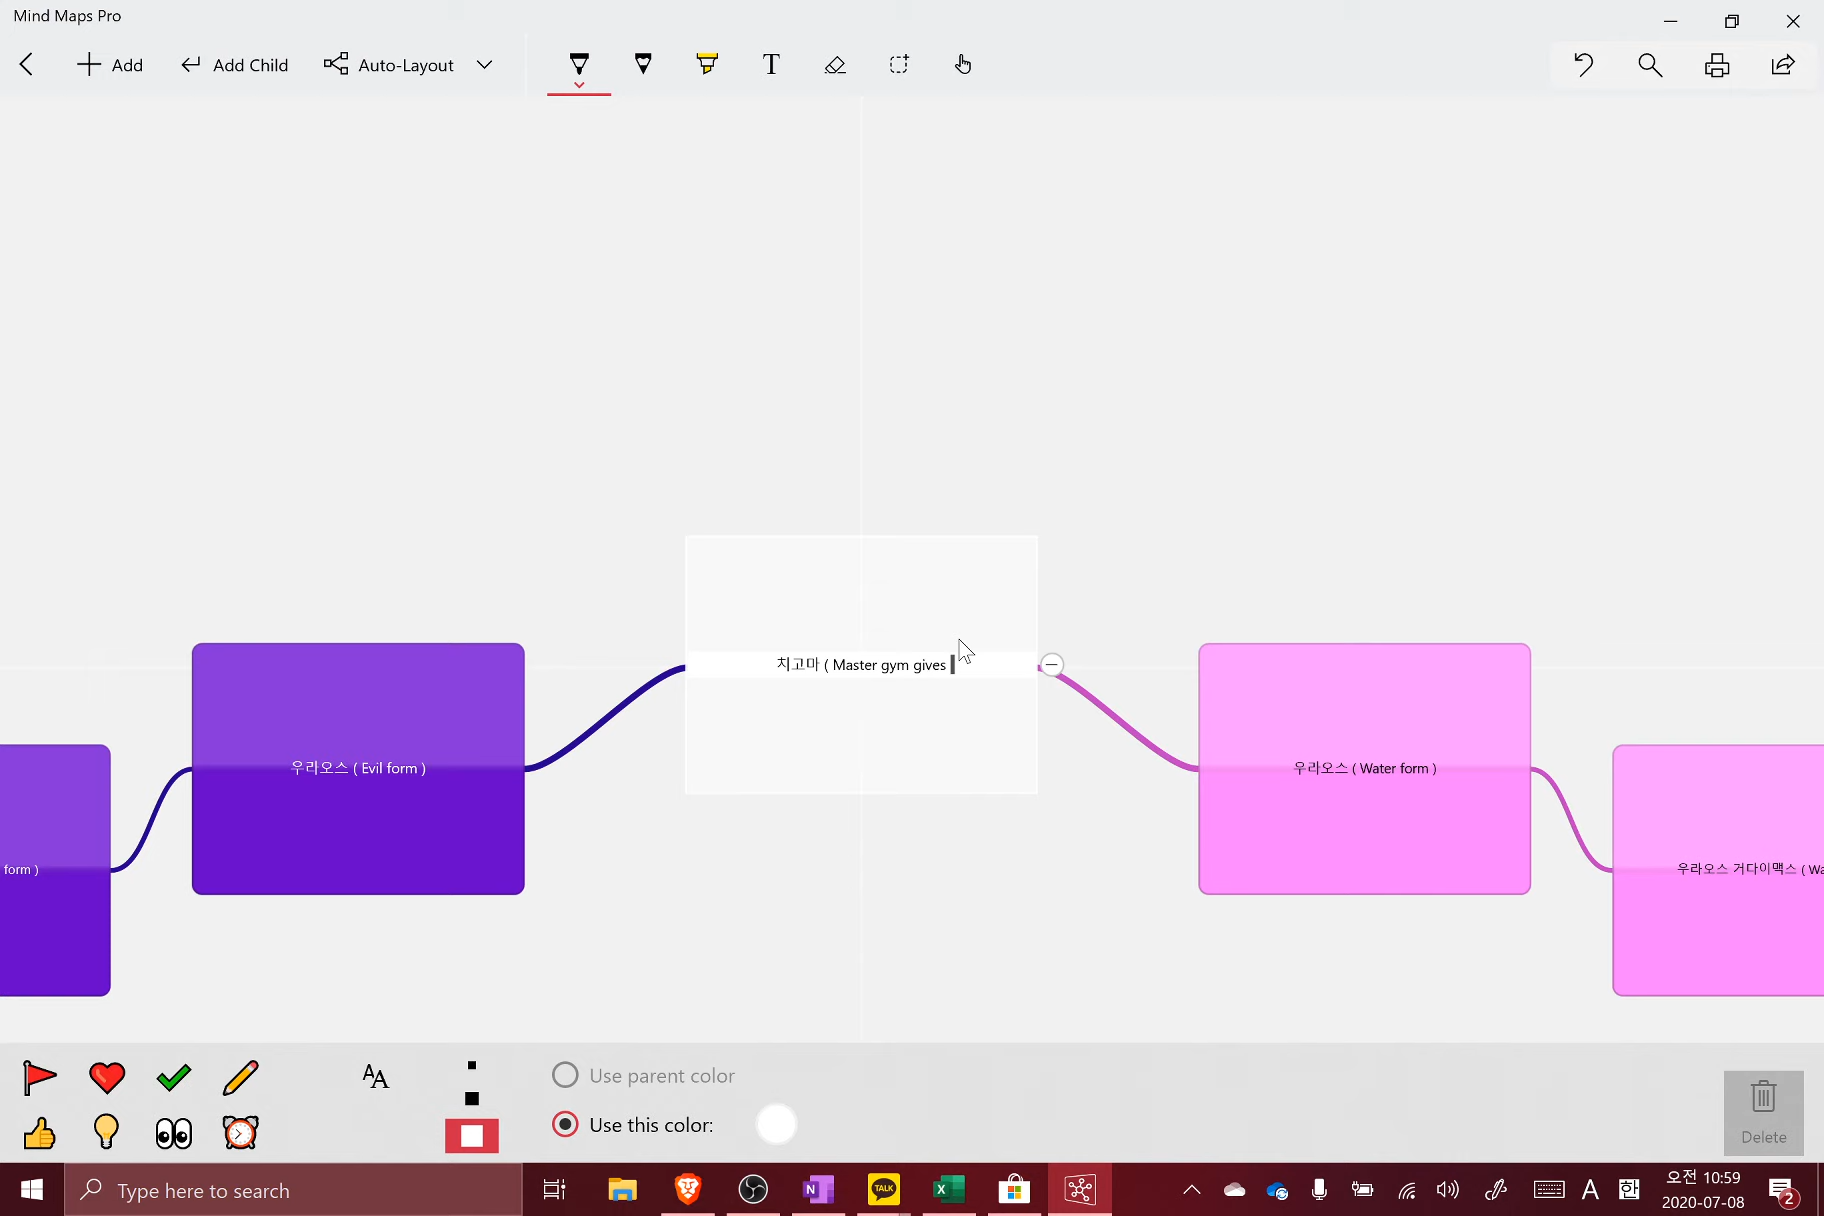 Mind Maps Pro
Add
Add Child
Auto-Layout
T
치고마 ( Master gym gives
우라오스 ( Evil form )
우라오스 ( Water form )
form )
우라오스 거다이맥스 ( Wa
AA
Use parent color
Use this color:
Delete
Type here to search
N
TALK
X
A
한
오전 10:59
2020-07-08
2